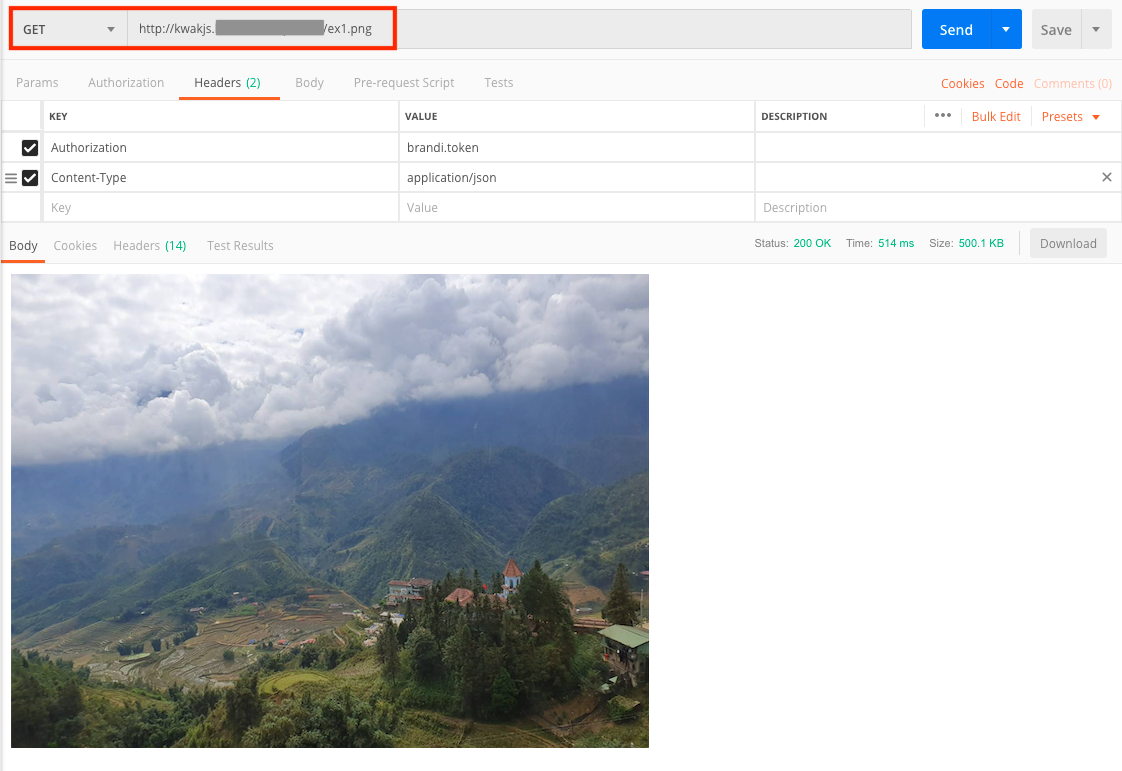 GET http://kwakjs. /ex1.png Send Save
Params Authorization Headers (2) Body Pre-request Script Tests Cookies Code Comments (0)
KEY VALUE DESCRIPTION ••• Bulk Edit Presets
Authorization brandi.token
Content-Type application/json
Key Value Description
Body Cookies Headers (14) Test Results Status: 200 OK Time: 514 ms Size: 500.1 KB Download